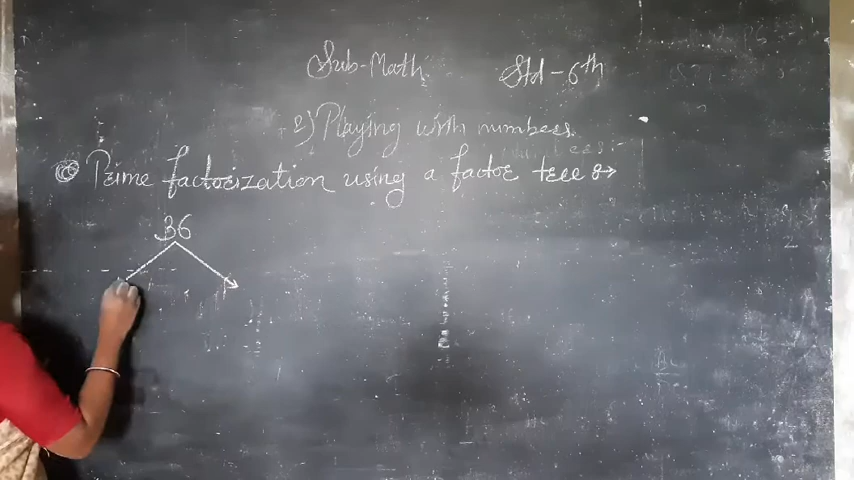 Sub-Math Std-6th
2) Playing with numbers
Prime factorization using a factor tree :→
36